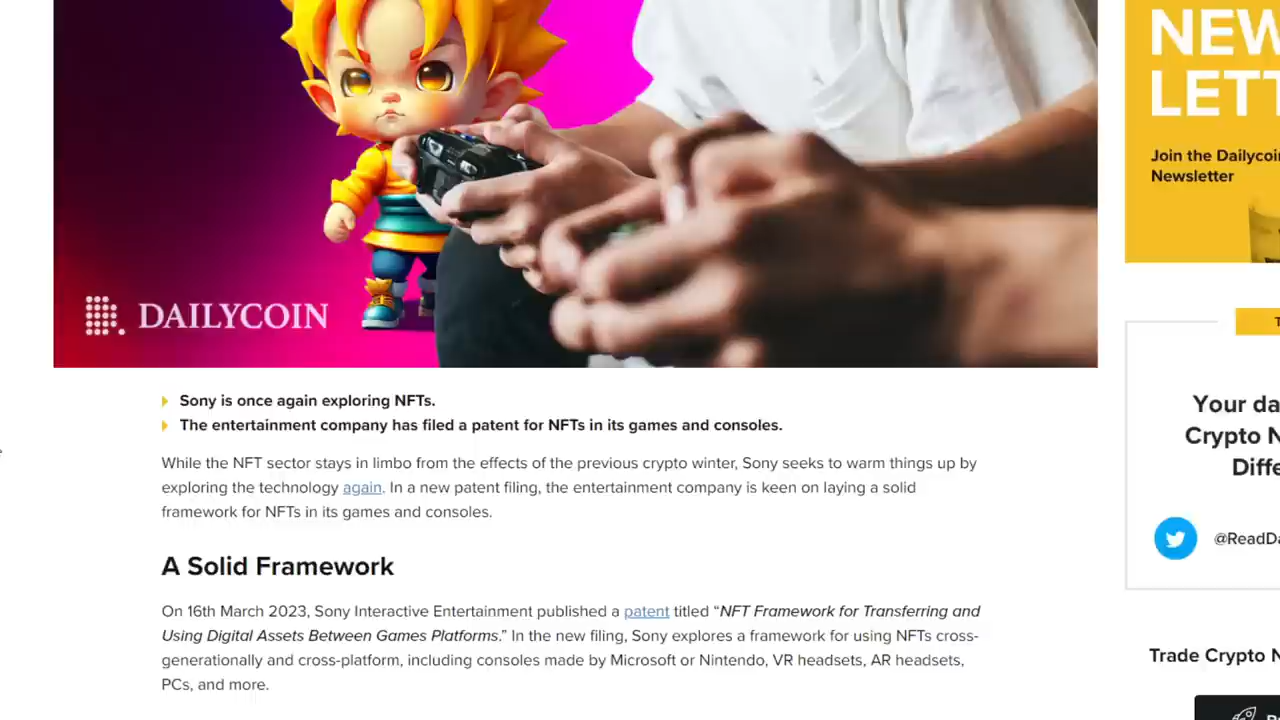 NEW
LETT
Join the Dailycoin
Newsletter
DAILYCOIN
Sony is once again exploring NFTs.
The entertainment company has filed a patent for NFTs in its games and consoles.
While the NFT sector stays in limbo from the effects of the previous crypto winter, Sony seeks to warm things up by
exploring the technology again. In a new patent filing, the entertainment company is keen on laying a solid
framework for NFTs in its games and consoles.
A Solid Framework
On 16th March 2023, Sony Interactive Entertainment published a patent titled “NFT Framework for Transferring and
Using Digital Assets Between Games Platforms.” In the new filing, Sony explores a framework for using NFTs cross-
generationally and cross-platform, including consoles made by Microsoft or Nintendo, VR headsets, AR headsets,
PCs, and more.
Your da
Crypto N
Diffe
@ReadDa
Trade Crypto N